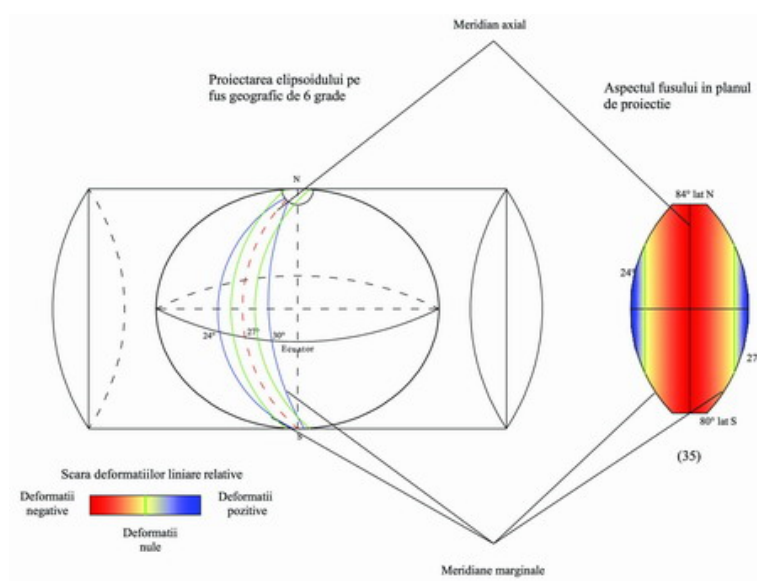 Meridian axial
Proiectarea elipsoidului pe
fus geografic de 6 grade
Aspectul fusului in planul
de proiectie
N
84° lat N
24°
24°
27°
30°
Ecuator
27
S
80° lat S
(35)
Scara deformatiilor liniare relative
Deformatii
negative
Deformatii
pozitive
Deformatii
nule
Meridiane marginale